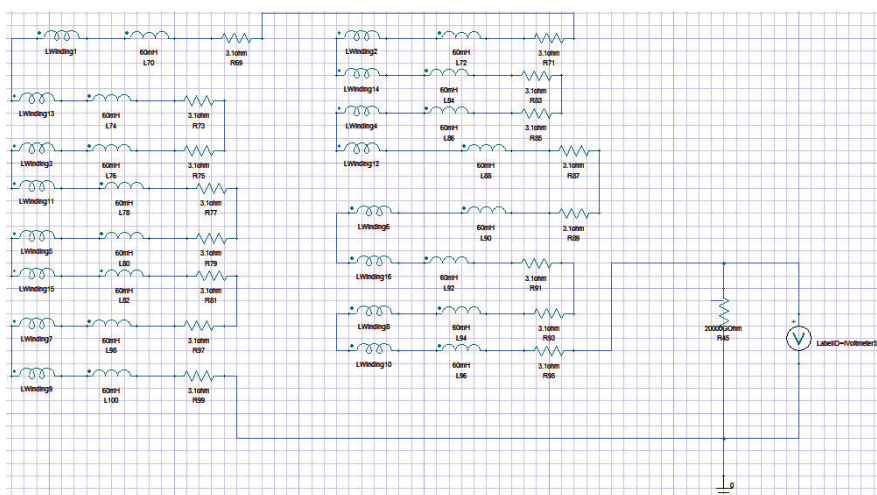 LWinding1
60mH
L70
3.1ohm
R69
LWinding2
60mH
L72
3.1ohm
R71
LWinding14
60mH
L84
3.1ohm
R83
LWinding13
60mH
L74
3.1ohm
R73
LWinding4
60mH
L86
3.1ohm
R85
LWinding3
60mH
L76
3.1ohm
R75
LWinding12
60mH
L88
3.1ohm
R87
LWinding11
60mH
L78
3.1ohm
R77
LWinding6
60mH
L90
3.1ohm
R89
LWinding5
60mH
L80
3.1ohm
R79
LWinding16
60mH
L92
3.1ohm
R91
LWinding15
60mH
L82
3.1ohm
R81
LWinding8
60mH
L94
3.1ohm
R93
LWinding7
60mH
L98
3.1ohm
R97
LWinding10
60mH
L96
3.1ohm
R95
LWinding9
60mH
L100
3.1ohm
R99
20000GOhm
R45
+
V
0